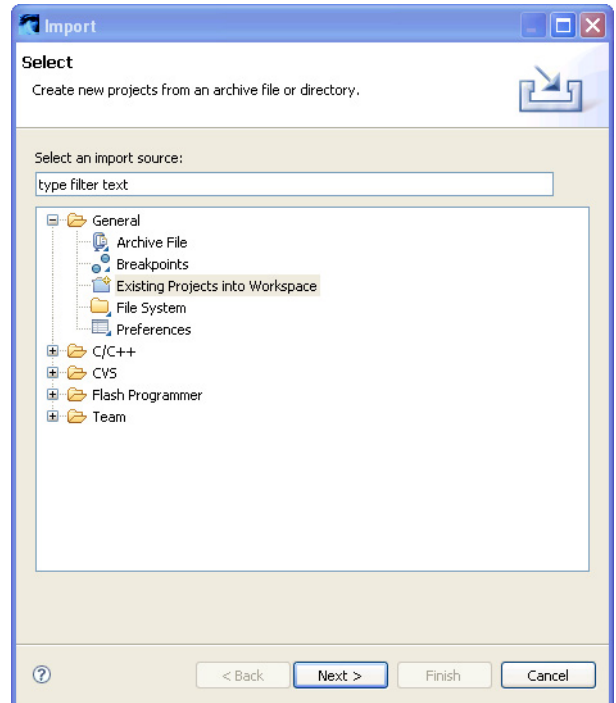 Import
Select
Create new projects from an archive file or directory.
Select an import source:
type filter text
General
Archive File
Breakpoints
Existing Projects into Workspace
File System
Preferences
C/C++
CVS
Flash Programmer
Team
?
< Back
Next >
Finish
Cancel